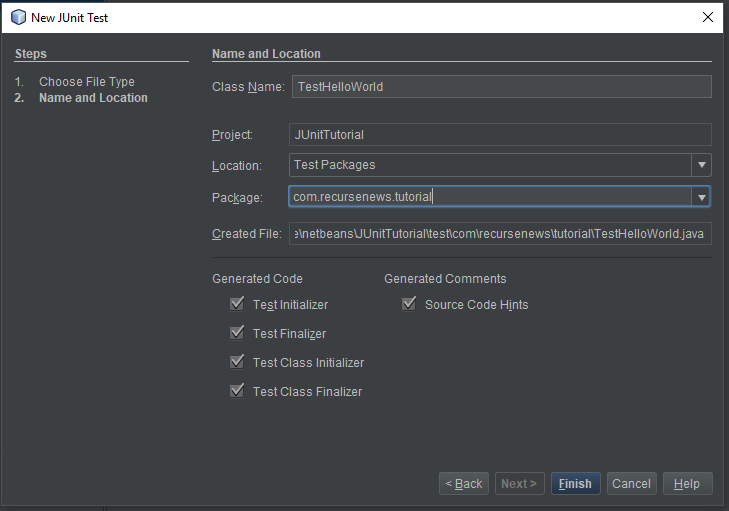 New JUnit Test
Steps
1. Choose File Type
2. Name and Location
Name and Location
Class Name: TestHelloWorld
Project: JUnitTutorial
Location: Test Packages
Package: com.recursenews.tutorial
Created File: e\netbeans\JUnitTutorial\test\com\recursenews\tutorial\TestHelloWorld.java
Generated Code
Test Initializer
Test Finalizer
Test Class Initializer
Test Class Finalizer
Generated Comments
Source Code Hints
< Back Next > Finish Cancel Help